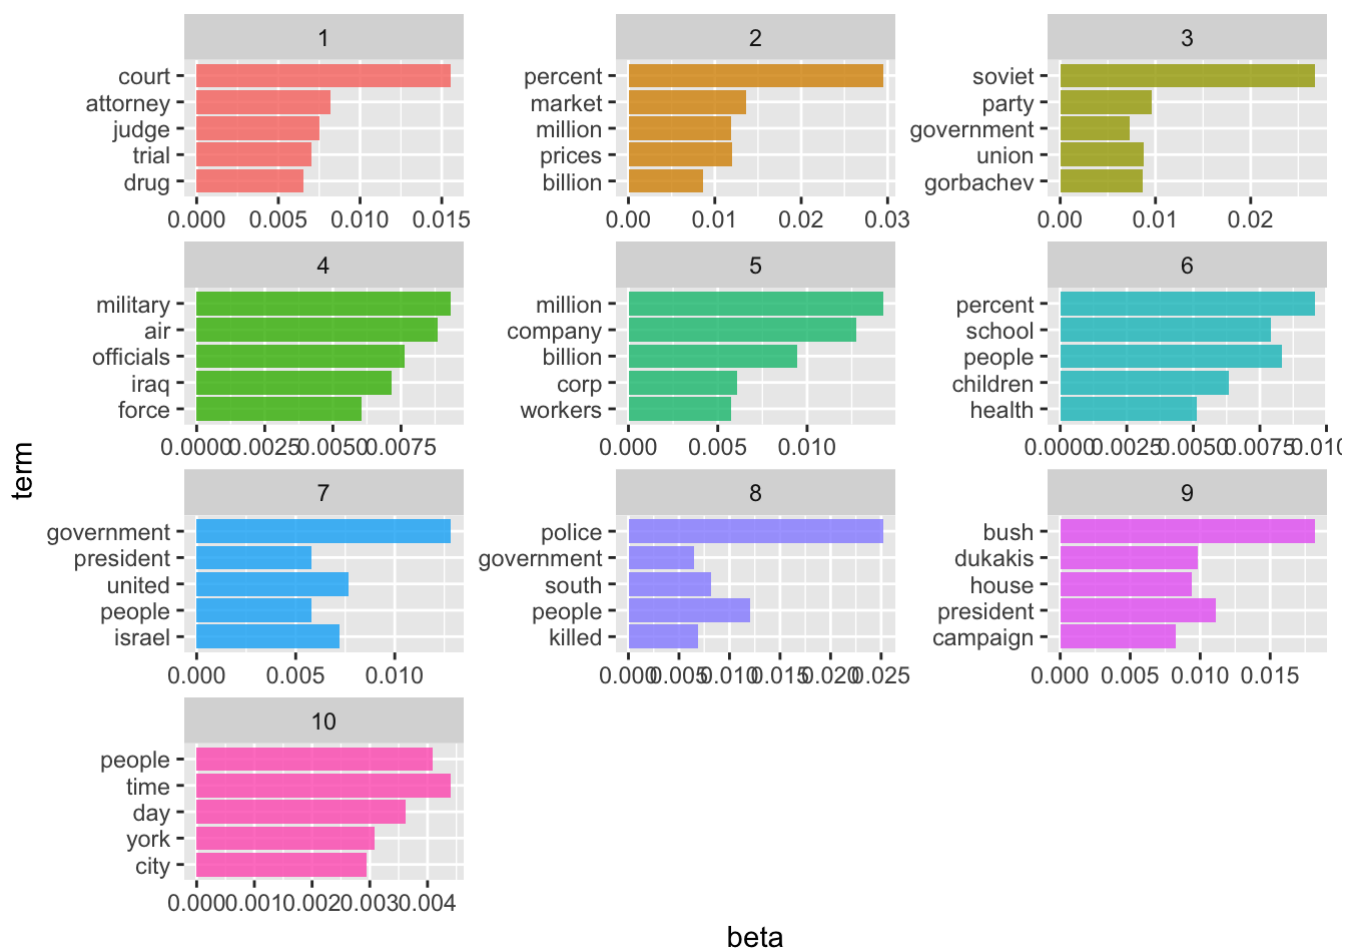 1
court
attorney
judge
trial
drug
0.000 0.005 0.010 0.015
2
percent
market
million
prices
billion
0.00 0.01 0.02 0.03
3
soviet
party
government
union
gorbachev
0.00 0.01 0.02
4
military
air
officials
iraq
force
0.0000 0.0025 0.0050 0.0075
5
million
company
billion
corp
workers
0.000 0.005 0.010
6
percent
school
people
children
health
0.0000 0.0025 0.0050 0.0075 0.010
term
7
government
president
united
people
israel
0.000 0.005 0.010
8
police
government
south
people
killed
0.000 0.005 0.010 0.015 0.020 0.025
9
bush
dukakis
house
president
campaign
0.000 0.005 0.010 0.015
10
people
time
day
york
city
0.000 0.001 0.002 0.003 0.004
beta